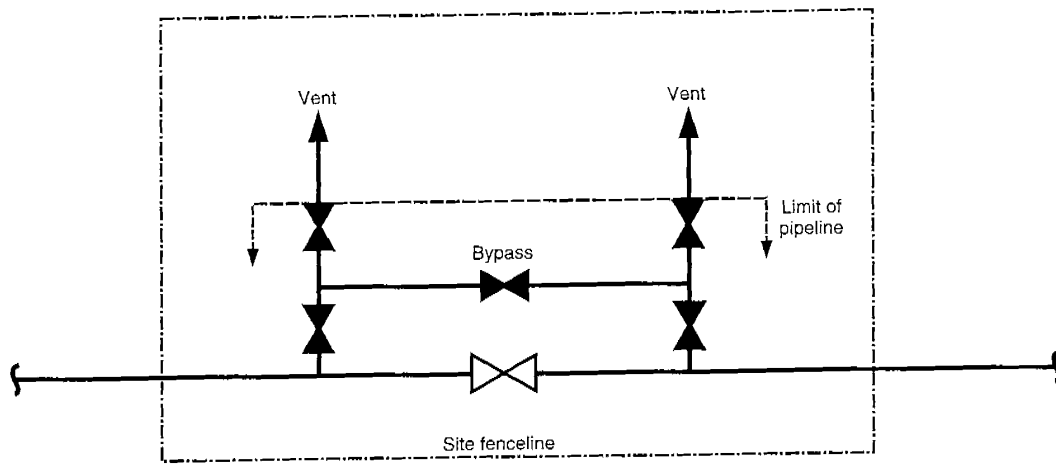 Vent
Vent
Limit of
pipeline
Bypass
Site fenceline